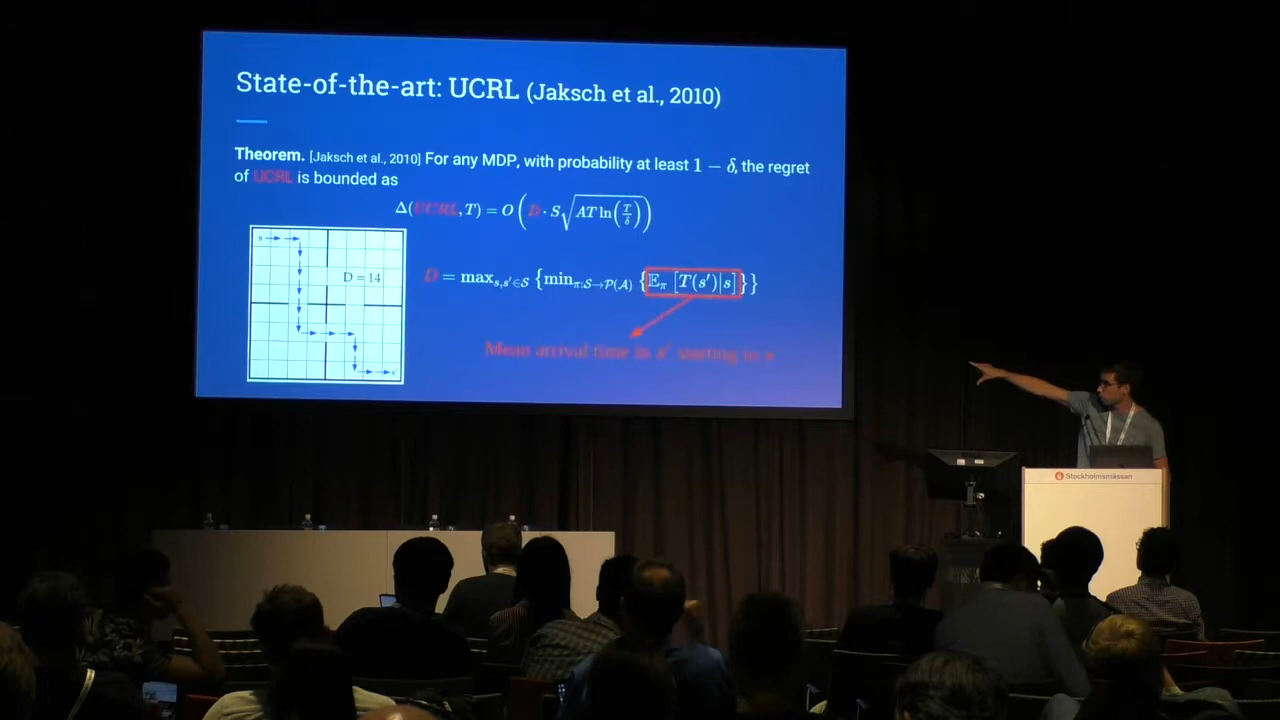 State-of-the-art: UCRL (Jaksch et al., 2010)
Theorem. [Jaksch et al., 2010] For any MDP, with probability at least 1 − δ, the regret
of UCRL is bounded as
Δ(UCRL, T) = O(D · S√(AT ln(T/δ)))
s
D = 14
s'
D = max_{s,s'∈𝒮} {min_{π:𝒮→𝒫(𝒜)} {𝔼_π [T(s')|s]}}
Mean arrival time in s' starting in s
Stockholmsmässan